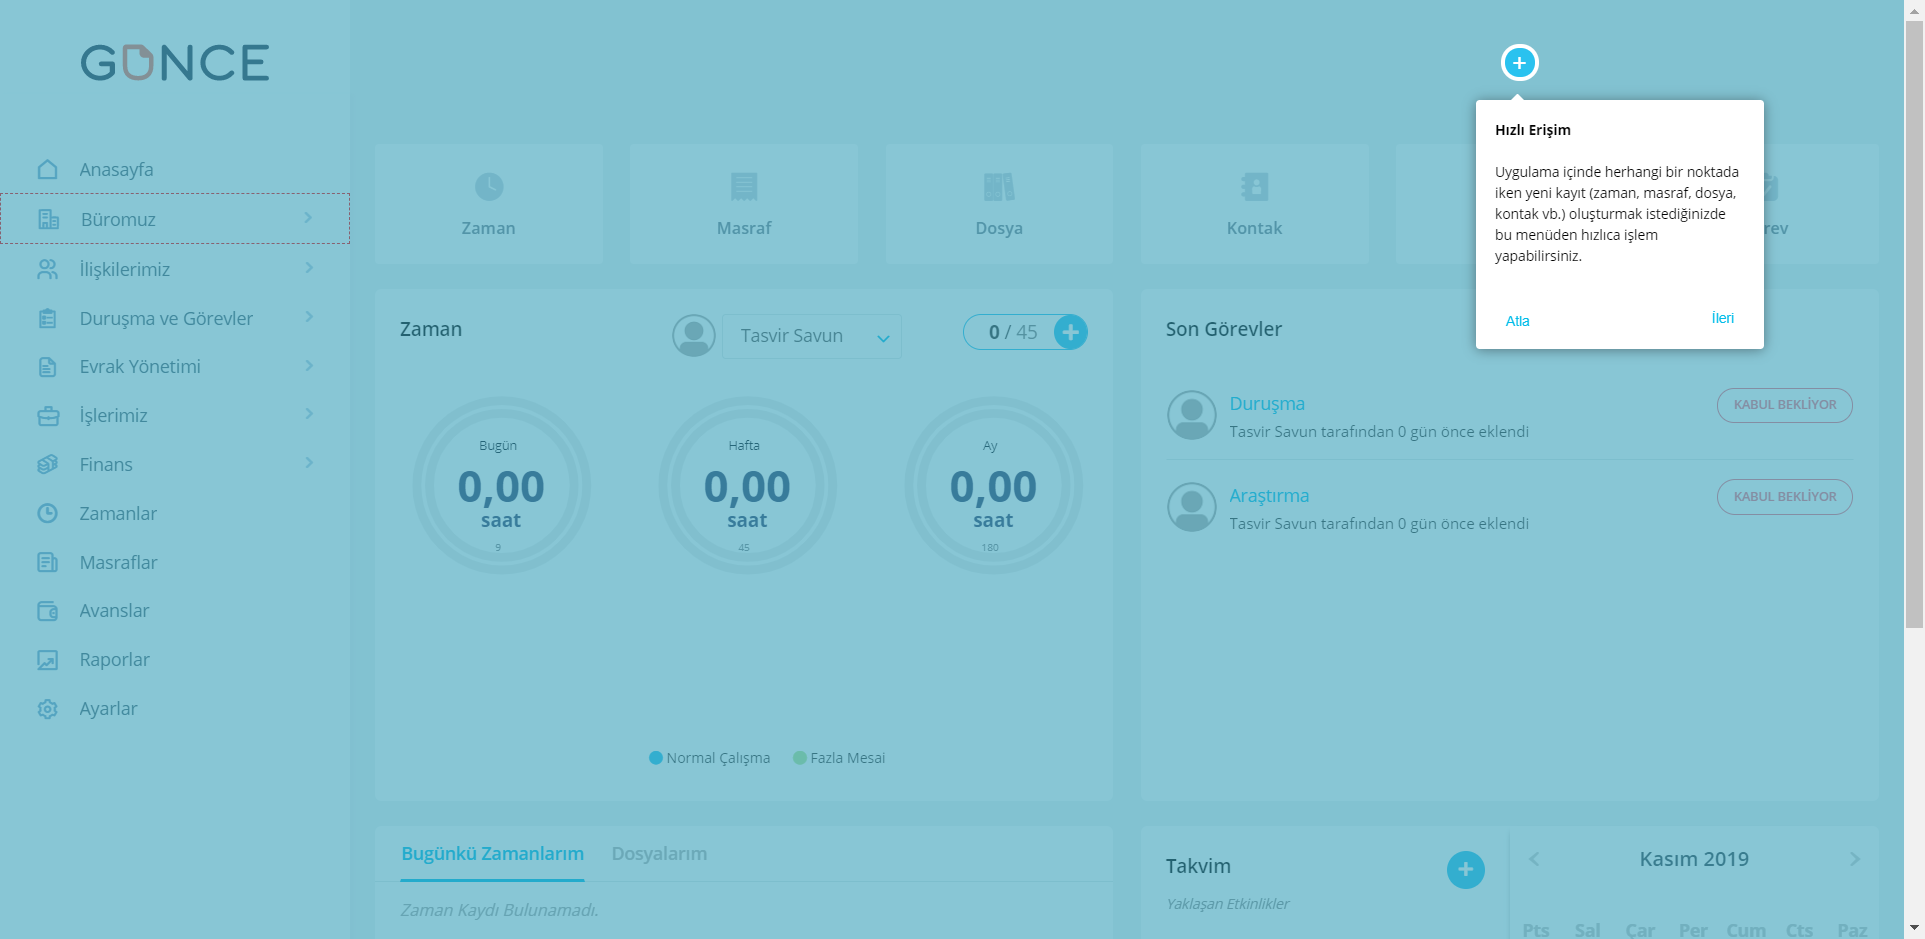 GÜNCE
Anasayfa
Büromuz
İlişkilerimiz
Duruşma ve Görevler
Evrak Yönetimi
İşlerimiz
Finans
Zamanlar
Masraflar
Avanslar
Raporlar
Ayarlar
Zaman
Masraf
Dosya
Kontak
rev
Hızlı Erişim
Uygulama içinde herhangi bir noktada
iken yeni kayıt (zaman, masraf, dosya,
kontak vb.) oluşturmak istediğinizde
bu menüden hızlıca işlem
yapabilirsiniz.
Atla
İleri
Zaman
Tasvir Savun
0 / 45
Bugün
0,00
saat
9
Hafta
0,00
saat
45
Ay
0,00
saat
180
Normal Çalışma
Fazla Mesai
Son Görevler
Duruşma
Tasvir Savun tarafından 0 gün önce eklendi
KABUL BEKLİYOR
Araştırma
Tasvir Savun tarafından 0 gün önce eklendi
KABUL BEKLİYOR
Bugünkü Zamanlarım
Dosyalarım
Zaman Kaydı Bulunamadı.
Takvim
Yaklaşan Etkinlikler
Kasım 2019
Pts Sal Çar Per Cum Cts Paz